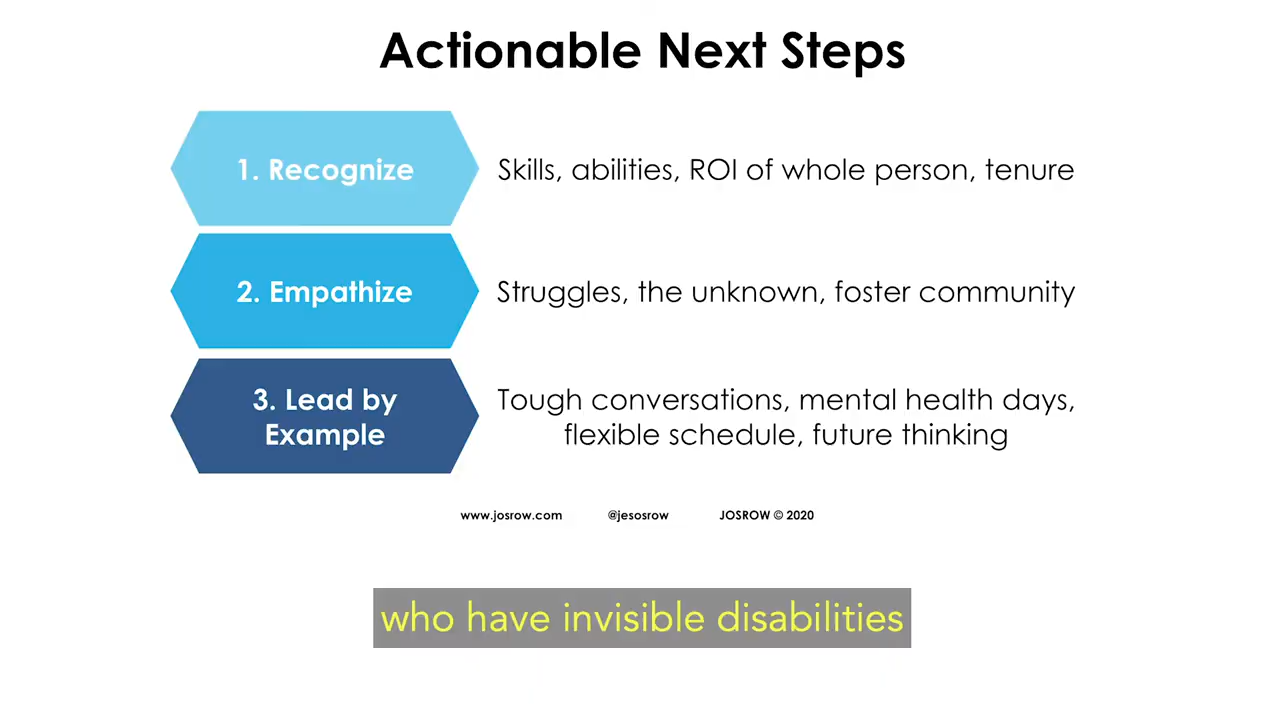 Actionable Next Steps
1. Recognize
Skills, abilities, ROI of whole person, tenure
2. Empathize
Struggles, the unknown, foster community
3. Lead by
Example
Tough conversations, mental health days,
flexible schedule, future thinking
www.josrow.com @jesosrow JOSROW © 2020
who have invisible disabilities